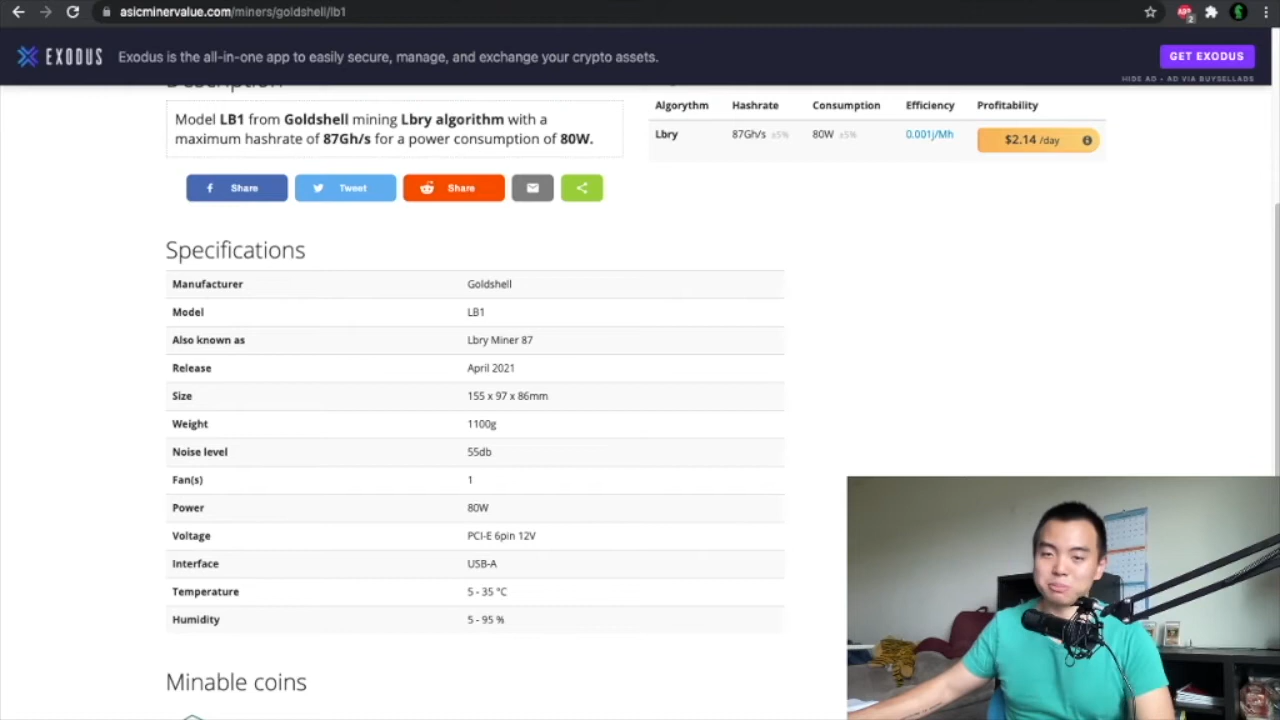 asicminervalue.com/miners/goldshell/lb1
EXODUS Exodus is the all-in-one app to easily secure, manage, and exchange your crypto assets.
GET EXODUS
HIDE AD • AD VIA BUYSELLADS
Description
Model LB1 from Goldshell mining Lbry algorithm with a
maximum hashrate of 87Gh/s for a power consumption of 80W.
Algorythm Hashrate Consumption Efficiency Profitability
Lbry 87Gh/s ±5% 80W ±5% 0.001j/Mh $2.14 /day
Share Tweet Share
Specifications
Manufacturer Goldshell
Model LB1
Also known as Lbry Miner 87
Release April 2021
Size 155 x 97 x 86mm
Weight 1100g
Noise level 55db
Fan(s) 1
Power 80W
Voltage PCI-E 6pin 12V
Interface USB-A
Temperature 5 - 35 °C
Humidity 5 - 95 %
Minable coins